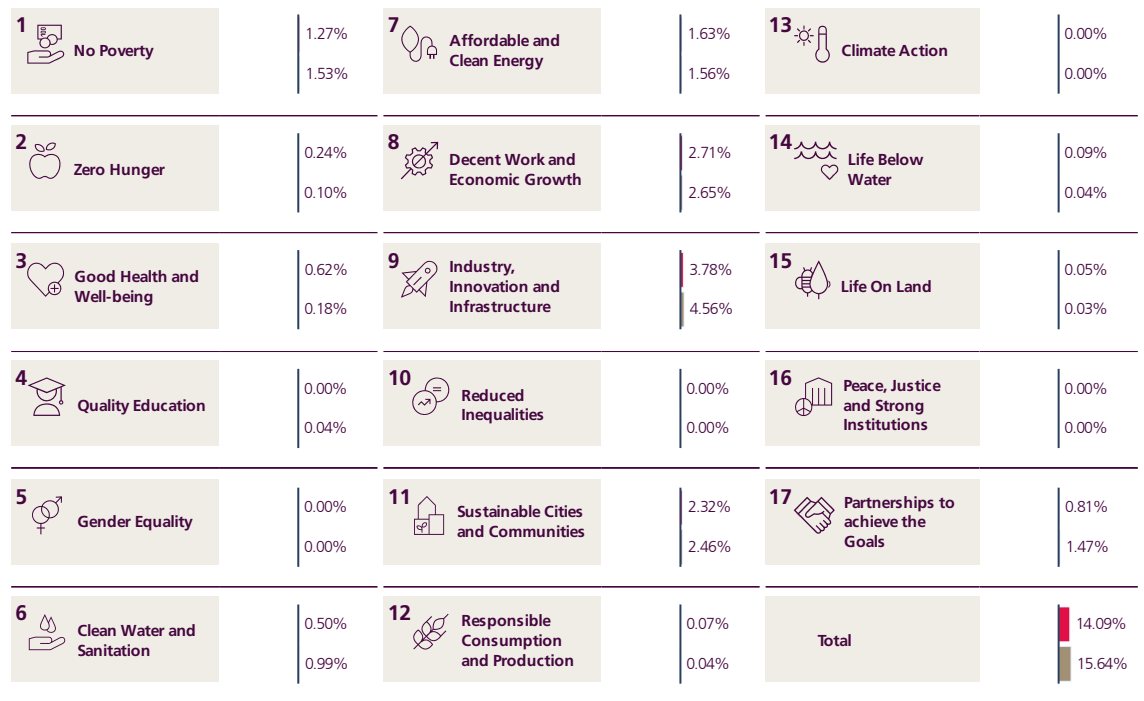 1
No Poverty
1.27%
1.53%
2
Zero Hunger
0.24%
0.10%
3
Good Health and
Well-being
0.62%
0.18%
4
Quality Education
0.00%
0.04%
5
Gender Equality
0.00%
0.00%
6
Clean Water and
Sanitation
0.50%
0.99%
7
Affordable and
Clean Energy
1.63%
1.56%
8
Decent Work and
Economic Growth
2.71%
2.65%
9
Industry,
Innovation and
Infrastructure
3.78%
4.56%
10
Reduced
Inequalities
0.00%
0.00%
11
Sustainable Cities
and Communities
2.32%
2.46%
12
Responsible
Consumption
and Production
0.07%
0.04%
13
Climate Action
0.00%
0.00%
14
Life Below
Water
0.09%
0.04%
15
Life On Land
0.05%
0.03%
16
Peace, Justice
and Strong
Institutions
0.00%
0.00%
17
Partnerships to
achieve the
Goals
0.81%
1.47%
Total
14.09%
15.64%